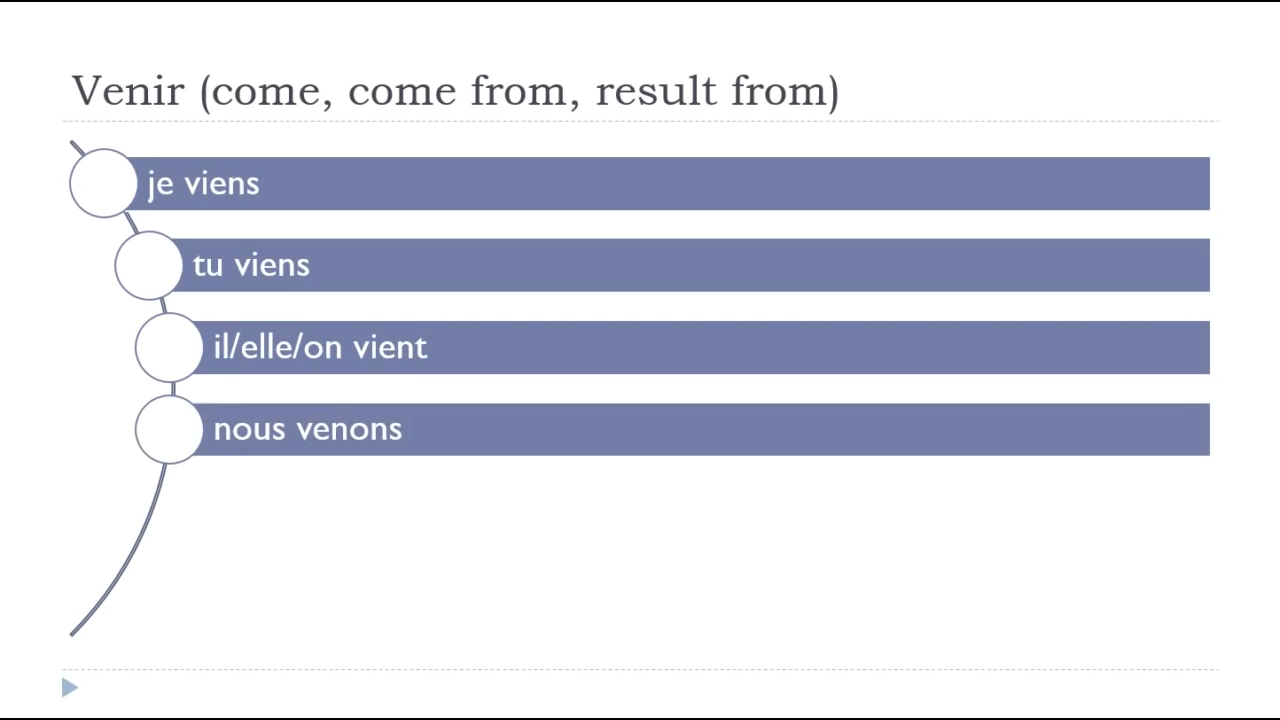 Venir (come, come from, result from)
je viens
tu viens
il/elle/on vient
nous venons